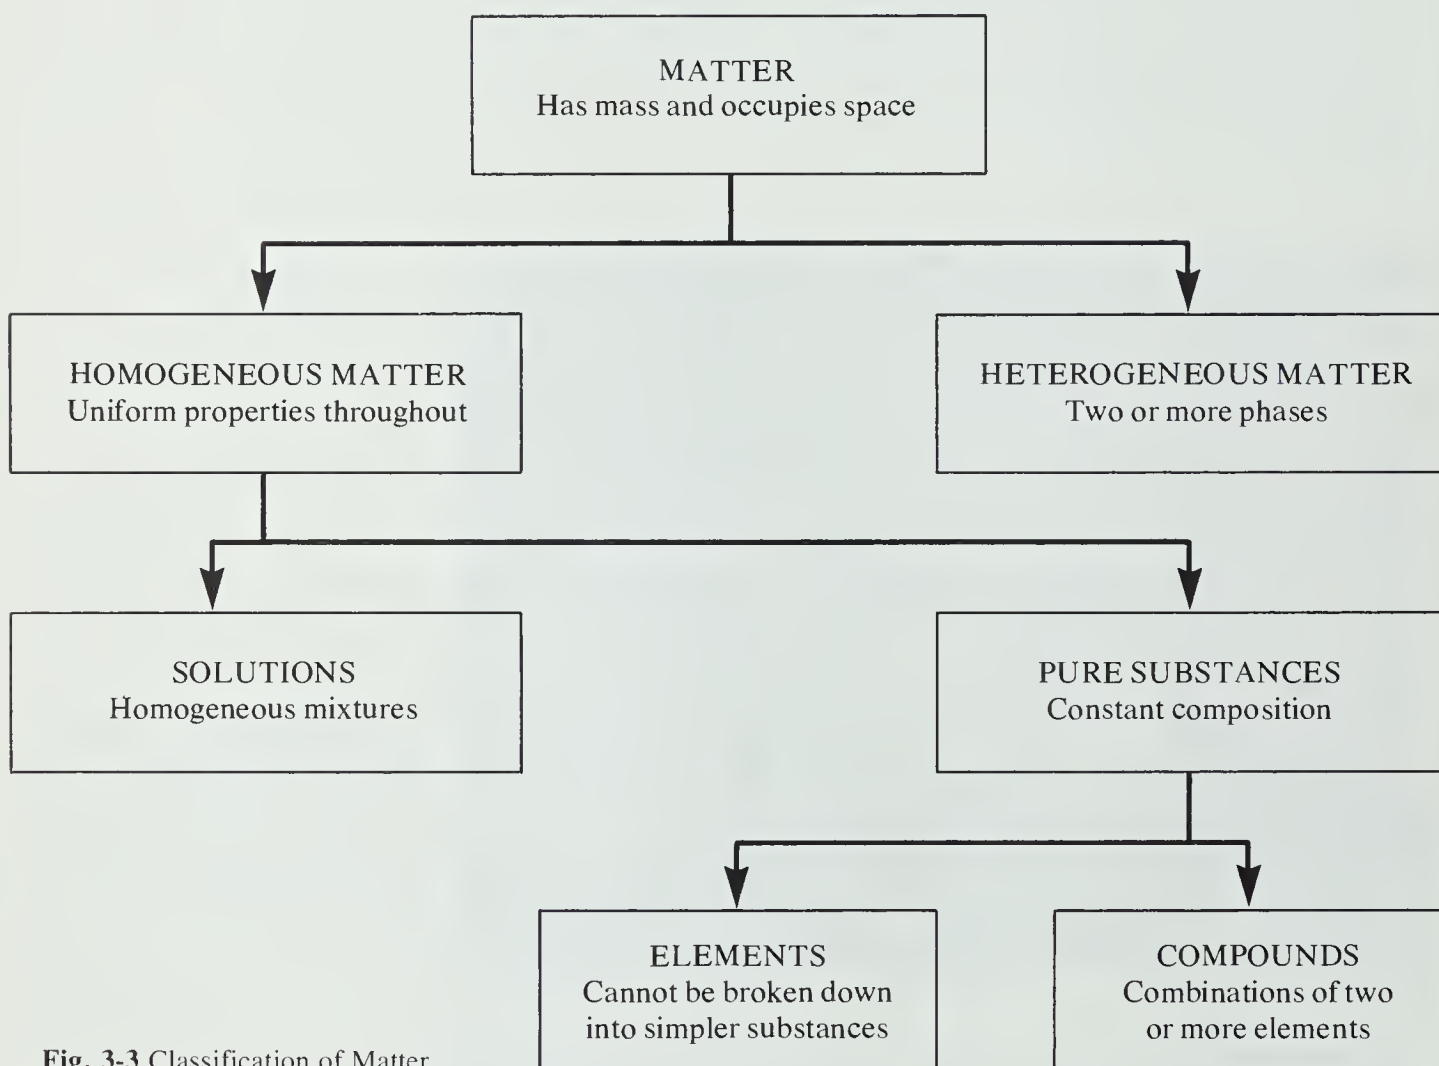 MATTER
Has mass and occupies space
HOMOGENEOUS MATTER
Uniform properties throughout
HETEROGENEOUS MATTER
Two or more phases
SOLUTIONS
Homogeneous mixtures
PURE SUBSTANCES
Constant composition
ELEMENTS
Cannot be broken down
into simpler substances
COMPOUNDS
Combinations of two
or more elements
Fig. 3-3 Classification of Matter